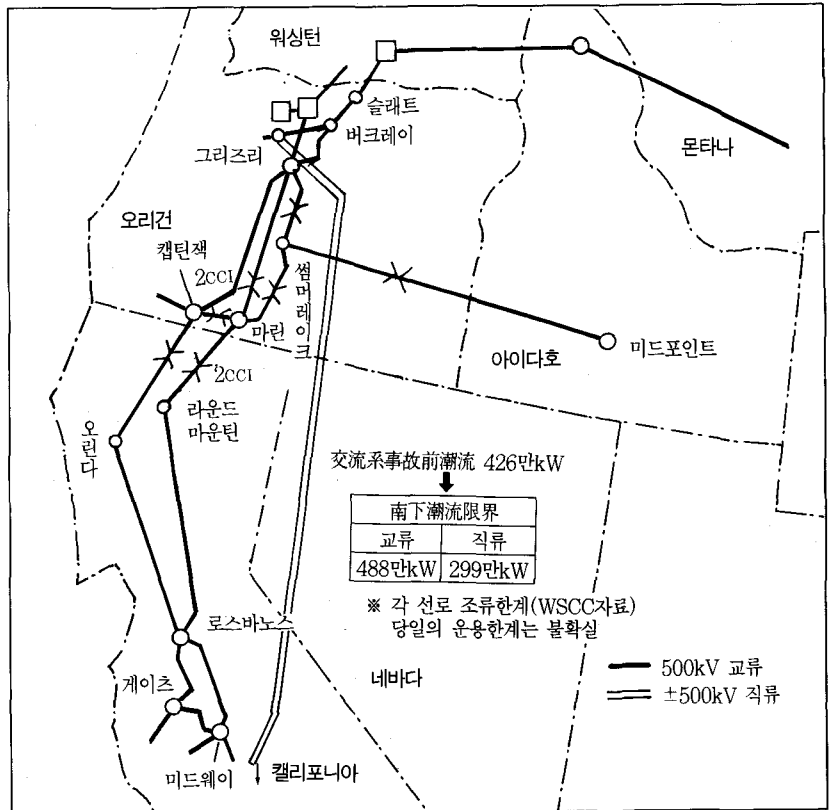 워싱턴
슬래트
버크레이
그리즈리
몬타나
오리건
캡틴잭
2CCI
썸머레이크
마린
미드포인트
아이다호
2CCI
라운드
마운틴
오린다
交流系事故前潮流 426만kW
南下潮流限界
교류 직류
488만kW 299만kW
※ 각 선로 조류한계(WSCC자료)
당일의 운용한계는 불확실
로스바노스
500kV 교류
±500kV 직류
게이츠
네바다
미드웨이
캘리포니아